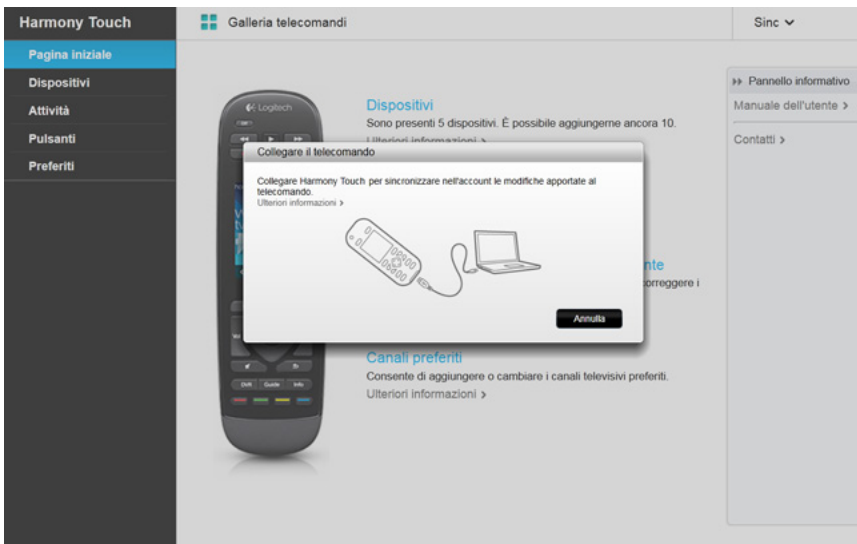 Harmony Touch
Galleria telecomandi
Sinc
Pagina iniziale
Dispositivi
Attività
Pulsanti
Preferiti
Logitech
Dispositivi
Sono presenti 5 dispositivi. È possibile aggiungerne ancora 10.
Ulteriori informazioni >
Collegare il telecomando
Collegare Harmony Touch per sincronizzare nell'account le modifiche apportate al
telecomando.
Ulteriori informazioni >
Annulla
nte
correggere i
Canali preferiti
Consente di aggiungere o cambiare i canali televisivi preferiti.
Ulteriori informazioni >
DVR Guide Info
Pannello informativo
Manuale dell'utente >
Contatti >